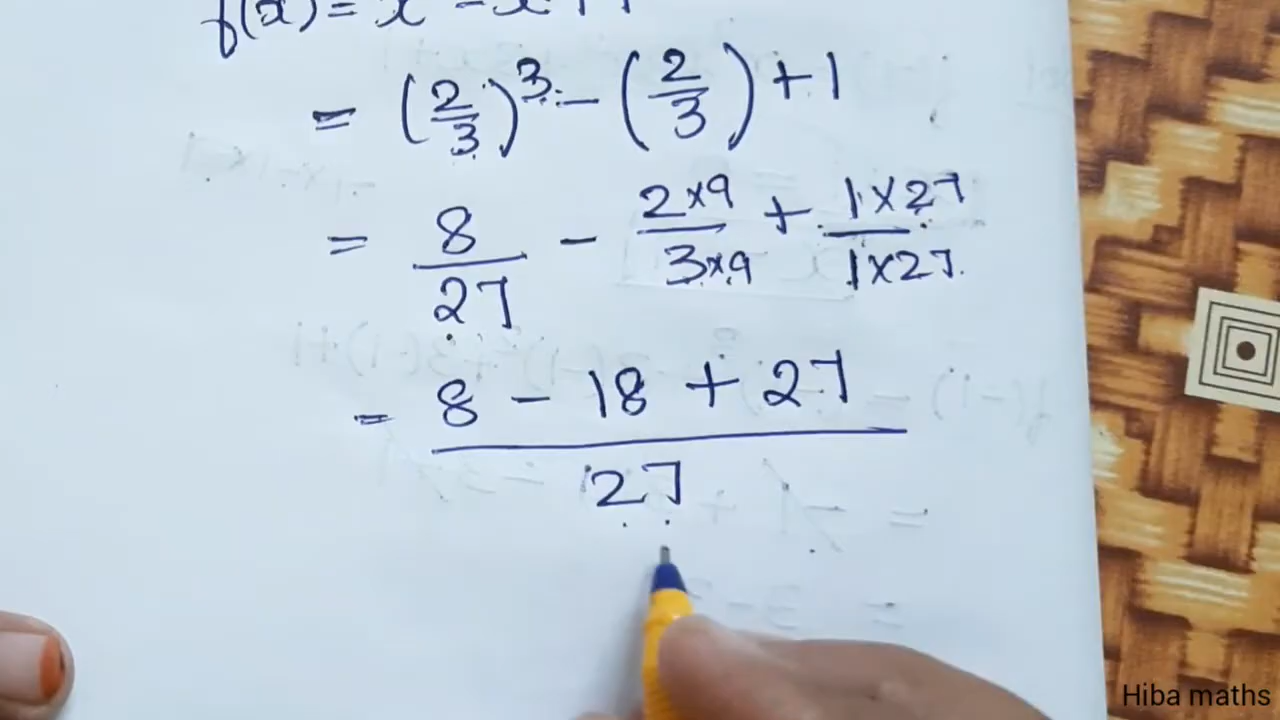 f(x) = x - x + 1
= (2/3)³ - (2/3) + 1
= 8/27 - 2×9/3×9 + 1×27/1×27
= 8 - 18 + 27/27
Hiba maths